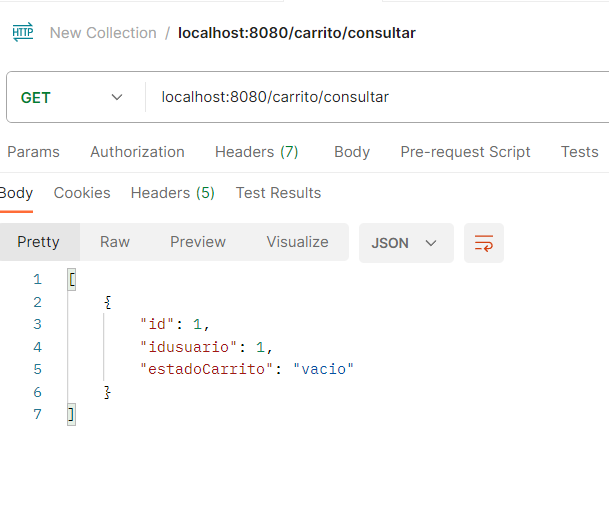 HTTP New Collection / localhost:8080/carrito/consultar
GET localhost:8080/carrito/consultar
Params Authorization Headers (7) Body Pre-request Script Tests
Body Cookies Headers (5) Test Results
Pretty Raw Preview Visualize JSON
1 [
2 {
3 "id": 1,
4 "idusuario": 1,
5 "estadoCarrito": "vacio"
6 }
7 ]